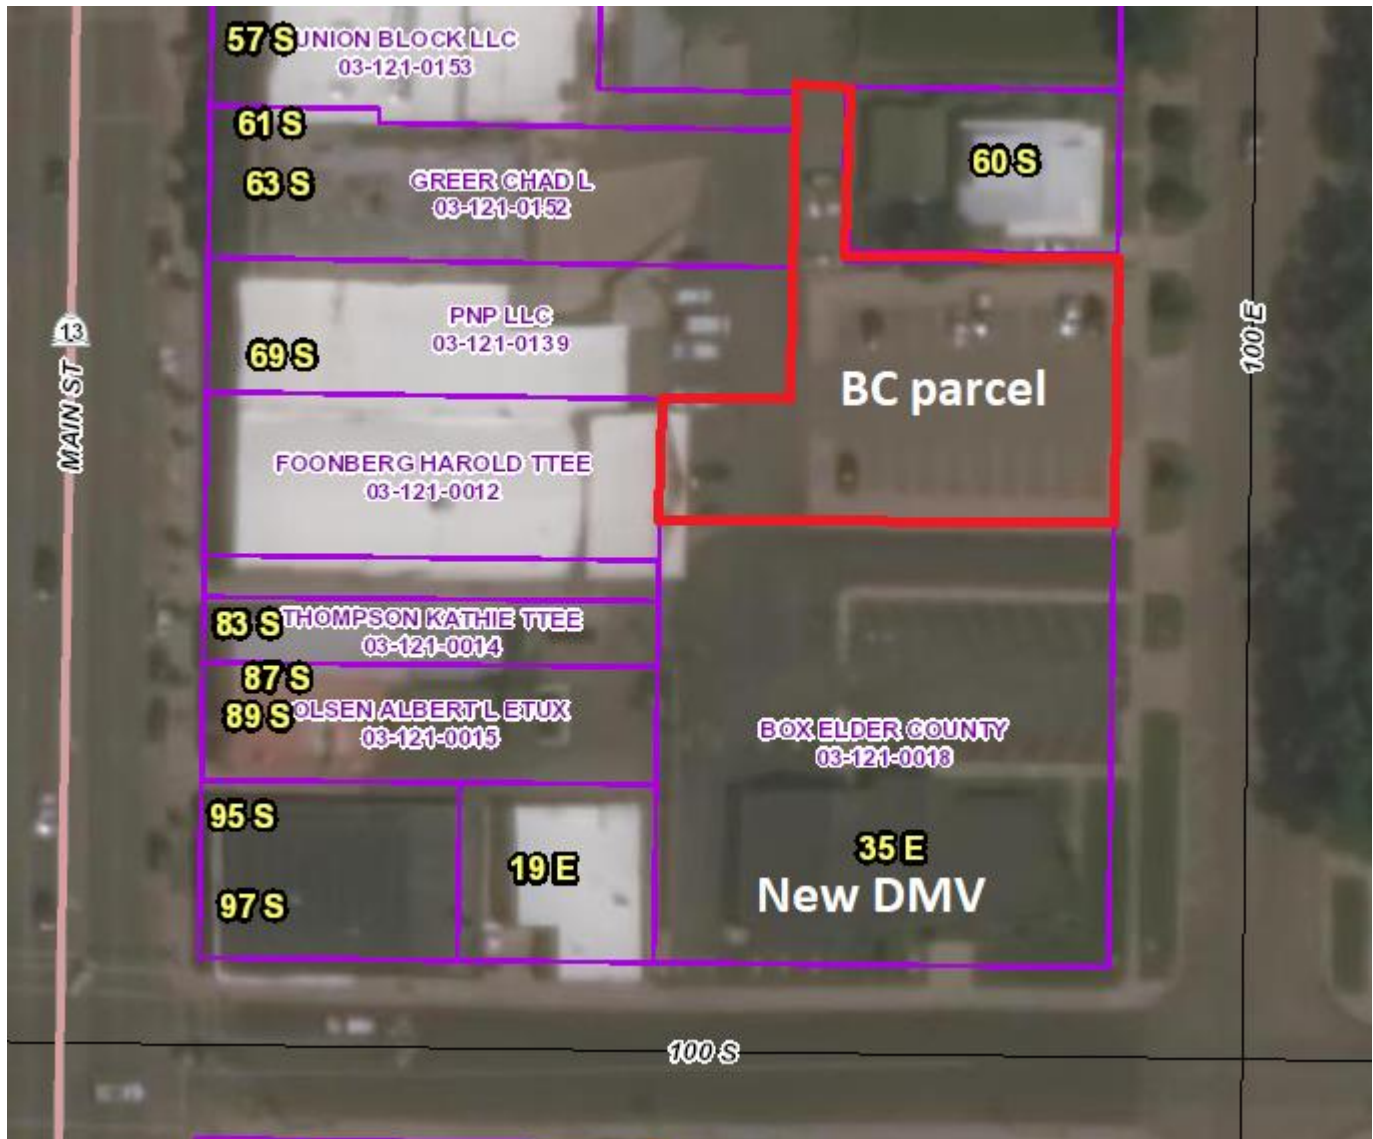 57 S
UNION BLOCK LLC
03-121-0153
61 S
63 S
GREER CHAD L
03-121-0152
60 S
13
MAIN ST
69 S
PNP LLC
03-121-0139
BC parcel
100 E
FOONBERG HAROLD TTEE
03-121-0012
83 S
THOMPSON KATHIE TTEE
03-121-0014
87 S
89 S
OLSEN ALBERT L ETUX
03-121-0015
BOX ELDER COUNTY
03-121-0018
95 S
97 S
19 E
35 E
New DMV
100 S